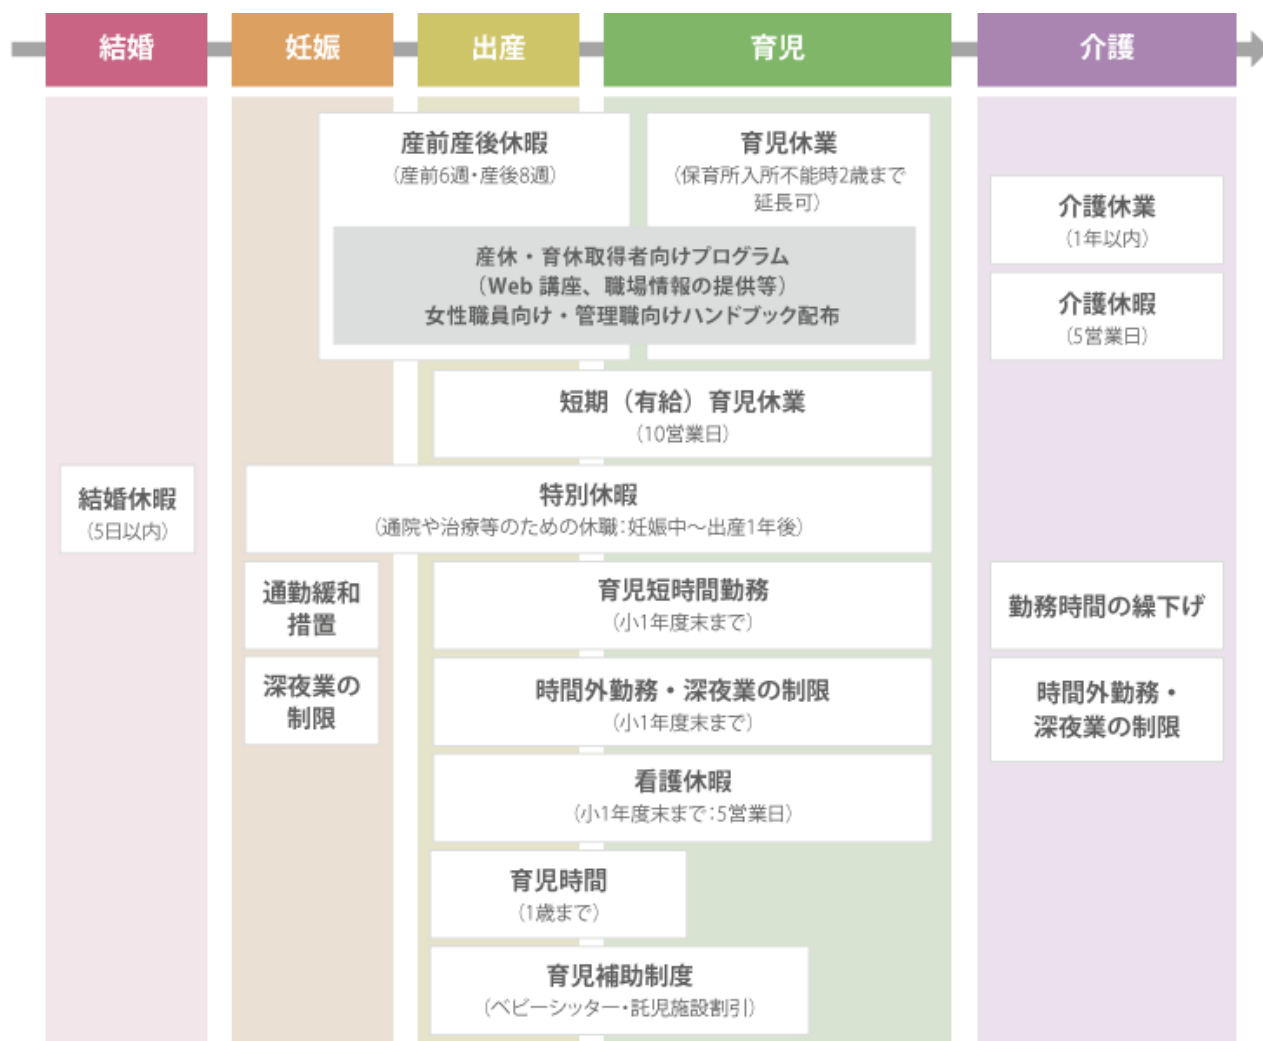 結婚
妊娠
出産
育児
介護
産前産後休暇
（産前6週・産後8週）
育児休業
（保育所入所不能時2歳まで
延長可）
産休・育休取得者向けプログラム
（Web 講座、職場情報の提供等）
女性職員向け・管理職向けハンドブック配布
介護休業
（1年以内）
介護休暇
（5営業日）
短期（有給）育児休業
（10営業日）
結婚休暇
（5日以内）
特別休暇
（通院や治療等のための休職：妊娠中～出産1年後）
通勤緩和
措置
育児短時間勤務
（小1年度末まで）
勤務時間の繰下げ
深夜業の
制限
時間外勤務・深夜業の制限
（小1年度末まで）
時間外勤務・
深夜業の制限
看護休暇
（小1年度末まで：5営業日）
育児時間
（1歳まで）
育児補助制度
（ベビーシッター・託児施設割引）